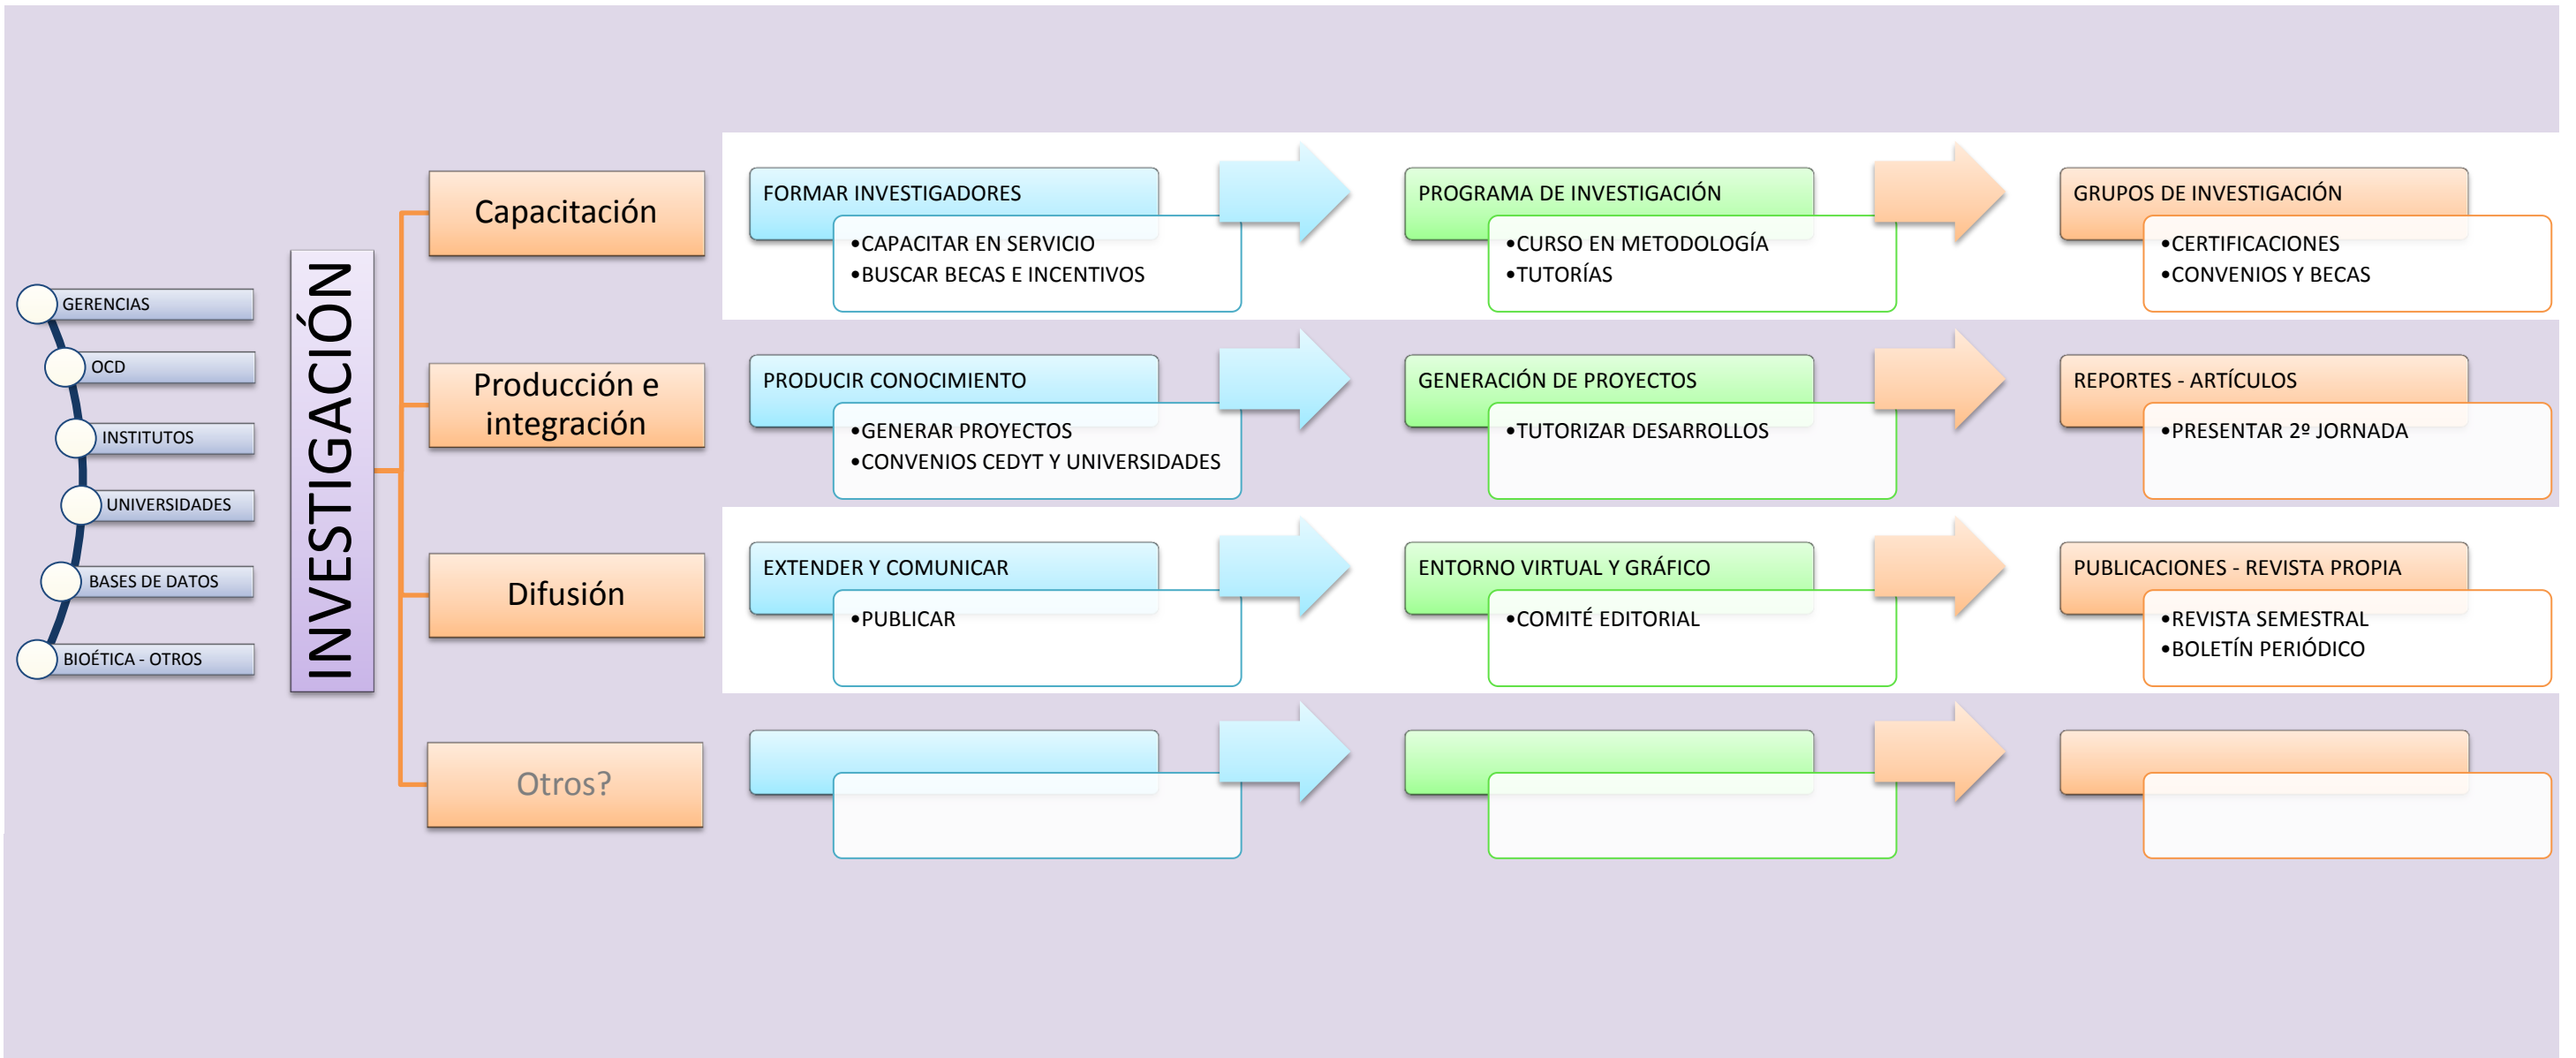 GERENCIAS
OCD
INSTITUTOS
UNIVERSIDADES
BASES DE DATOS
BIOÉTICA - OTROS
INVESTIGACIÓN
Capacitación
FORMAR INVESTIGADORES
•CAPACITAR EN SERVICIO
•BUSCAR BECAS E INCENTIVOS
PROGRAMA DE INVESTIGACIÓN
•CURSO EN METODOLOGÍA
•TUTORÍAS
GRUPOS DE INVESTIGACIÓN
•CERTIFICACIONES
•CONVENIOS Y BECAS
Producción e
integración
PRODUCIR CONOCIMIENTO
•GENERAR PROYECTOS
•CONVENIOS CEDYT Y UNIVERSIDADES
GENERACIÓN DE PROYECTOS
•TUTORIZAR DESARROLLOS
REPORTES - ARTÍCULOS
•PRESENTAR 2º JORNADA
Difusión
EXTENDER Y COMUNICAR
•PUBLICAR
ENTORNO VIRTUAL Y GRÁFICO
•COMITÉ EDITORIAL
PUBLICACIONES - REVISTA PROPIA
•REVISTA SEMESTRAL
•BOLETÍN PERIÓDICO
Otros?